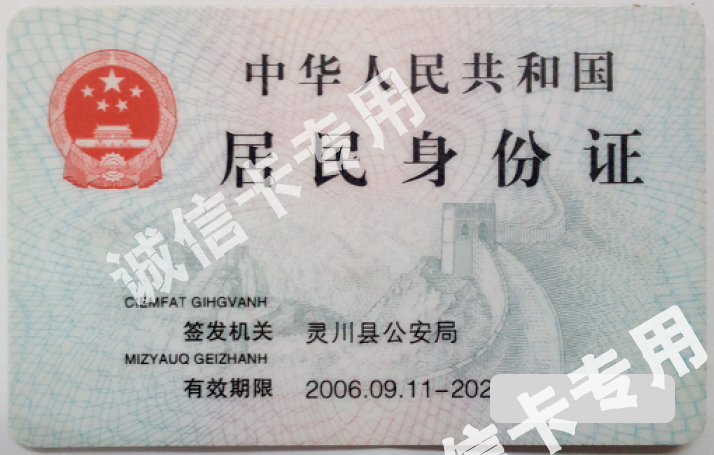 中华人民共和国
居民身份证
诚信卡专用
CIEMFAT GIHGVANH
签发机关 灵川县公安局
MIZYAUQ GEIZHANH
有效期限 2006.09.11-202
信卡专用